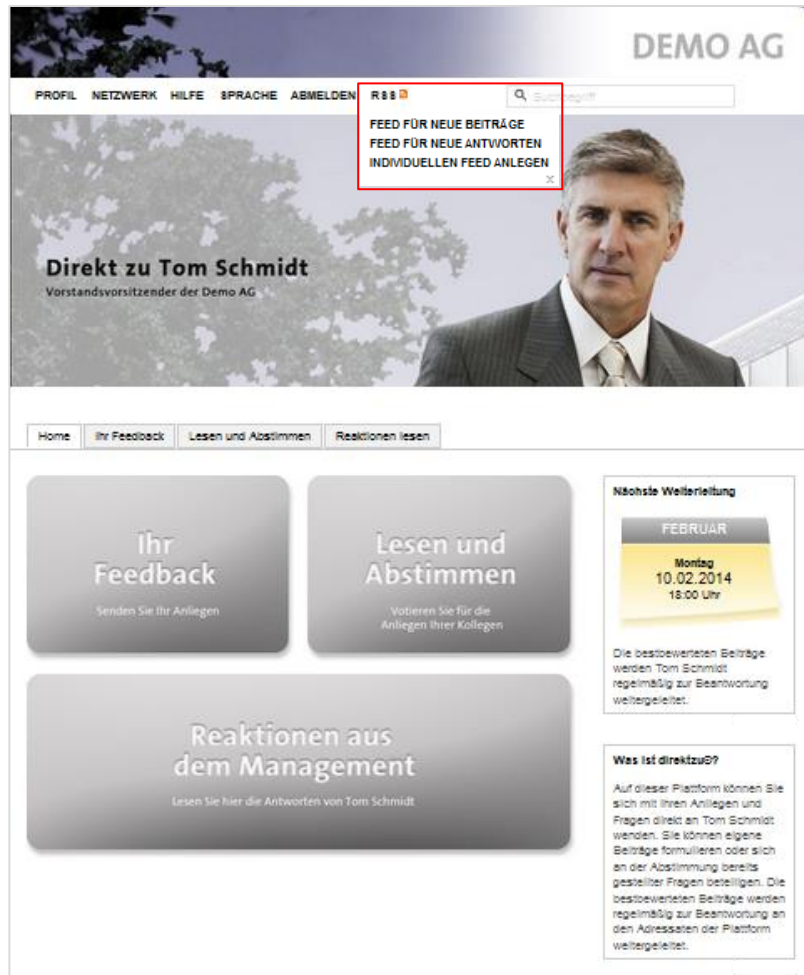 DEMO AG
PROFIL NETZWERK HILFE SPRACHE ABMELDEN RSS
Suchbegriff
FEED FÜR NEUE BEITRÄGE
FEED FÜR NEUE ANTWORTEN
INDIVIDUELLEN FEED ANLEGEN
x
Direkt zu Tom Schmidt
Vorstandsvorsitzender der Demo AG
Home Ihr Feedback Lesen und Abstimmen Reaktionen lesen
Ihr
Feedback
Senden Sie Ihr Anliegen
Lesen und
Abstimmen
Votieren Sie für die
Anliegen Ihrer Kollegen
Reaktionen aus
dem Management
Lesen Sie hier die Antworten von Tom Schmidt
Nächste Weiterleitung
FEBRUAR
Montag
10.02.2014
18:00 Uhr
Die bestbewerteten Beiträge
werden Tom Schmidt
regelmäßig zur Beantwortung
weitergeleitet.
Was ist direktzu©?
Auf dieser Plattform können Sie
sich mit Ihren Anliegen und
Fragen direkt an Tom Schmidt
wenden. Sie können eigene
Beiträge formulieren oder sich
an der Abstimmung bereits
gestellter Fragen beteiligen. Die
bestbewerteten Beiträge werden
regelmäßig zur Beantwortung an
den Adressaten der Plattform
weitergeleitet.